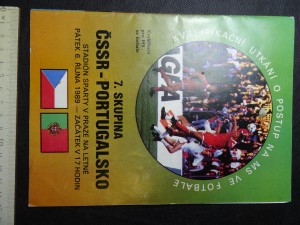 KVALIFIKAČNÍ UTKÁNÍ O POSTUP NA MS VE FOTBALE
7. SKUPINA
ČSSR - PORTUGALSKO
STADIÓN SPARTY V PRAZE NA LETNÉ
PÁTEK 6. ŘÍJNA 1989 — ZAČÁTEK V 17 HODIN